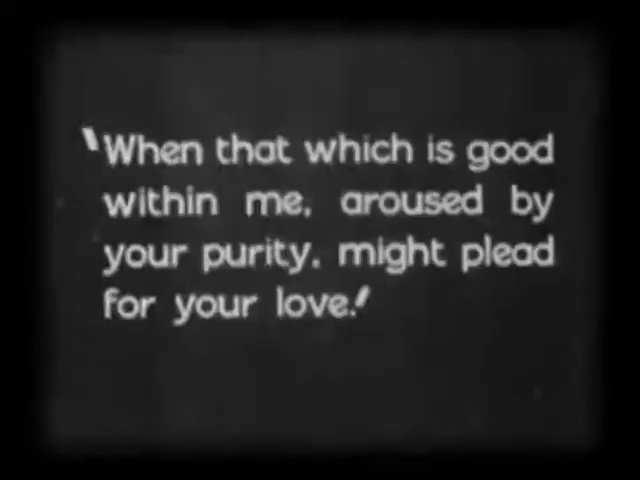 "When that which is good
within me, aroused by
your purity, might plead
for your love."